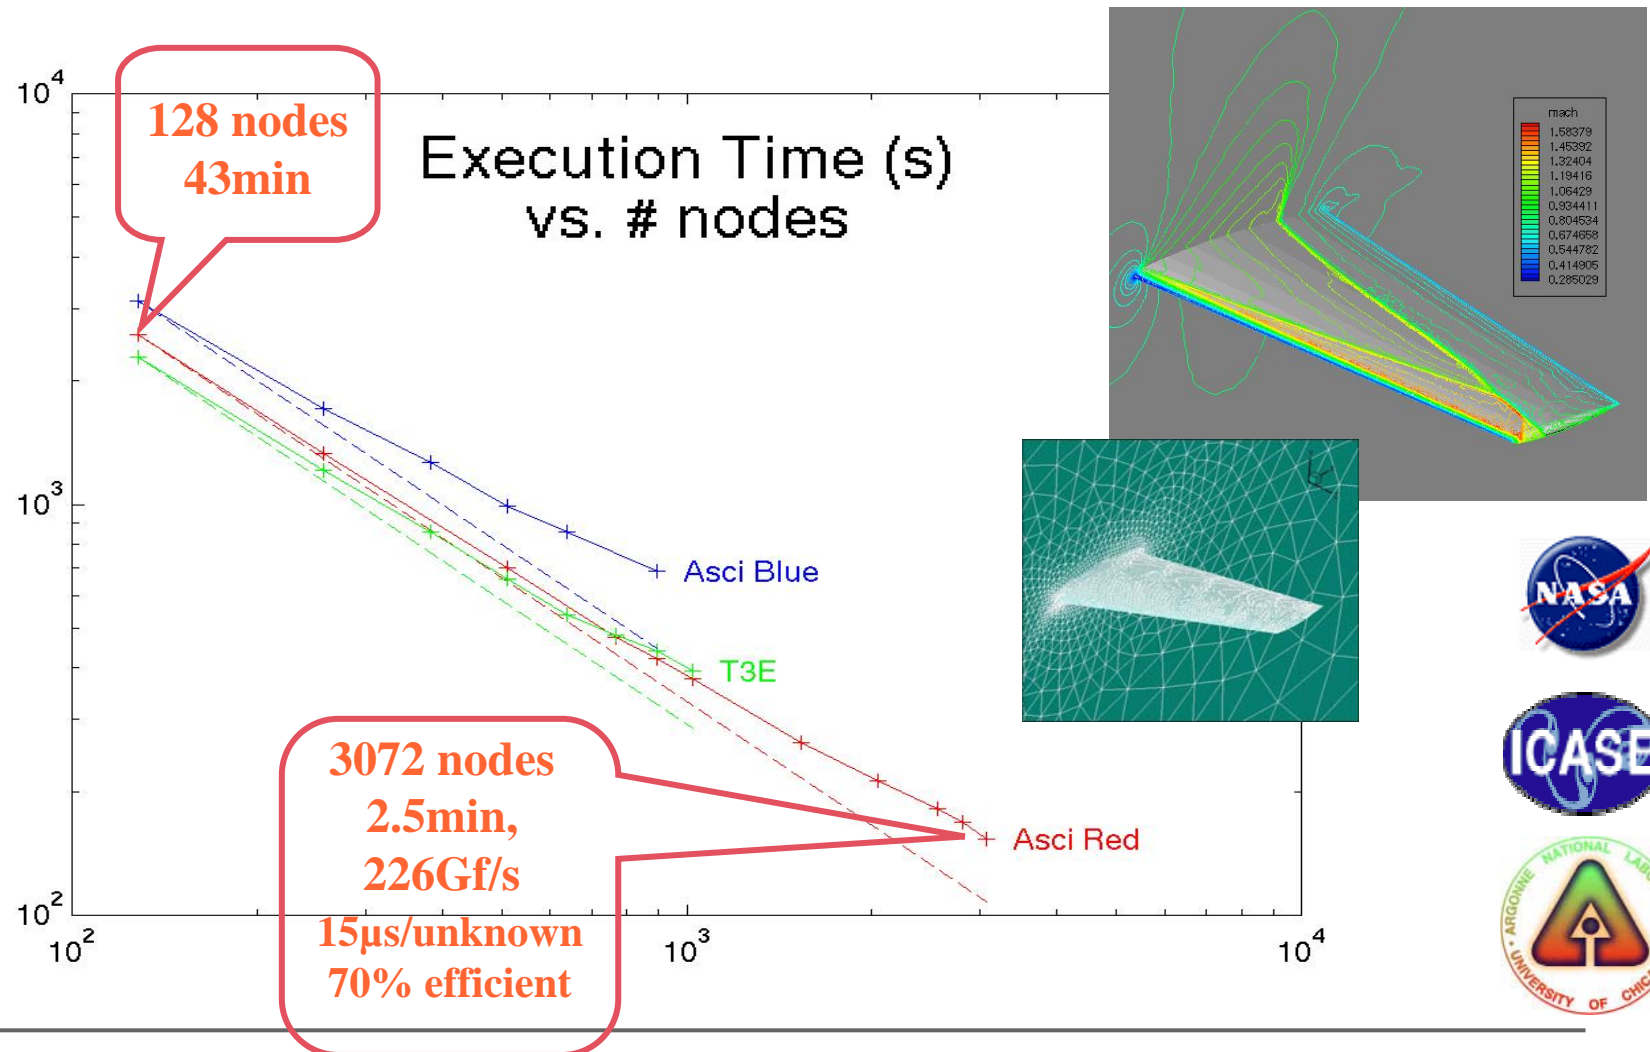 Execution Time (s)
vs. # nodes
128 nodes
43min
3072 nodes
2.5min,
226Gf/s
15µs/unknown
70% efficient
Asci Blue
T3E
Asci Red
10⁴
10³
10²
10²
10³
10⁴
mach
1.58379
1.45392
1.32404
1.19416
1.06429
0.934411
0.804534
0.674658
0.544782
0.414905
0.285029
NASA
ICASE
ARGONNE NATIONAL
UNIVERSITY OF